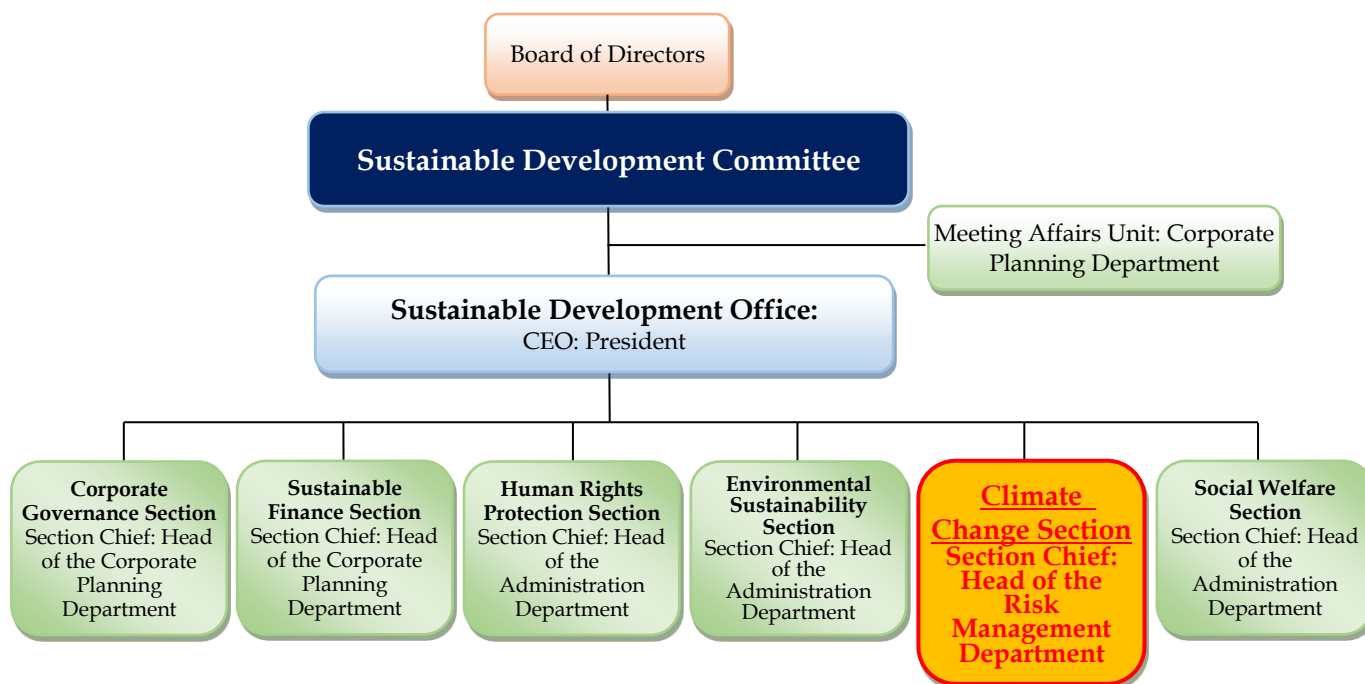 Board of Directors
Sustainable Development Committee
Meeting Affairs Unit: Corporate
Planning Department
Sustainable Development Office:
CEO: President
Corporate
Governance Section
Section Chief: Head
of the Corporate
Planning
Department
Sustainable
Finance Section
Section Chief: Head
of the Corporate
Planning
Department
Human Rights
Protection Section
Section Chief: Head
of the
Administration
Department
Environmental
Sustainability
Section
Section Chief: Head
of the
Administration
Department
Climate
Change Section
Section Chief:
Head of the
Risk
Management
Department
Social Welfare
Section
Section Chief: Head
of the
Administration
Department